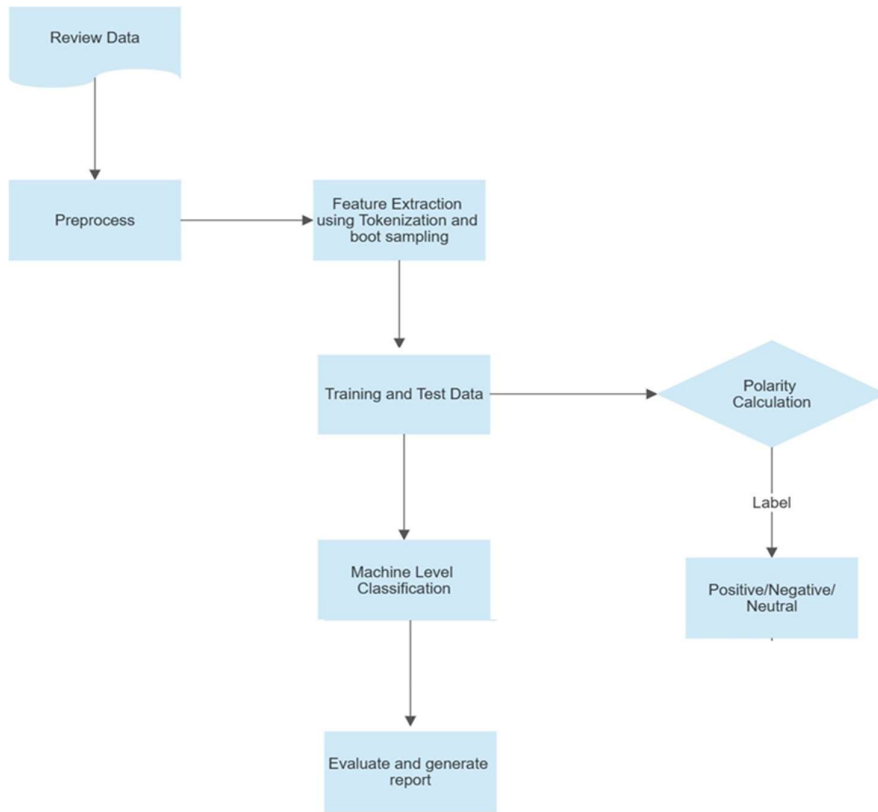 Review Data
Preprocess
Feature Extraction
using Tokenization and
boot sampling
Training and Test Data
Polarity
Calculation
Label
Machine Level
Classification
Positive/Negative/
Neutral
Evaluate and generate
report